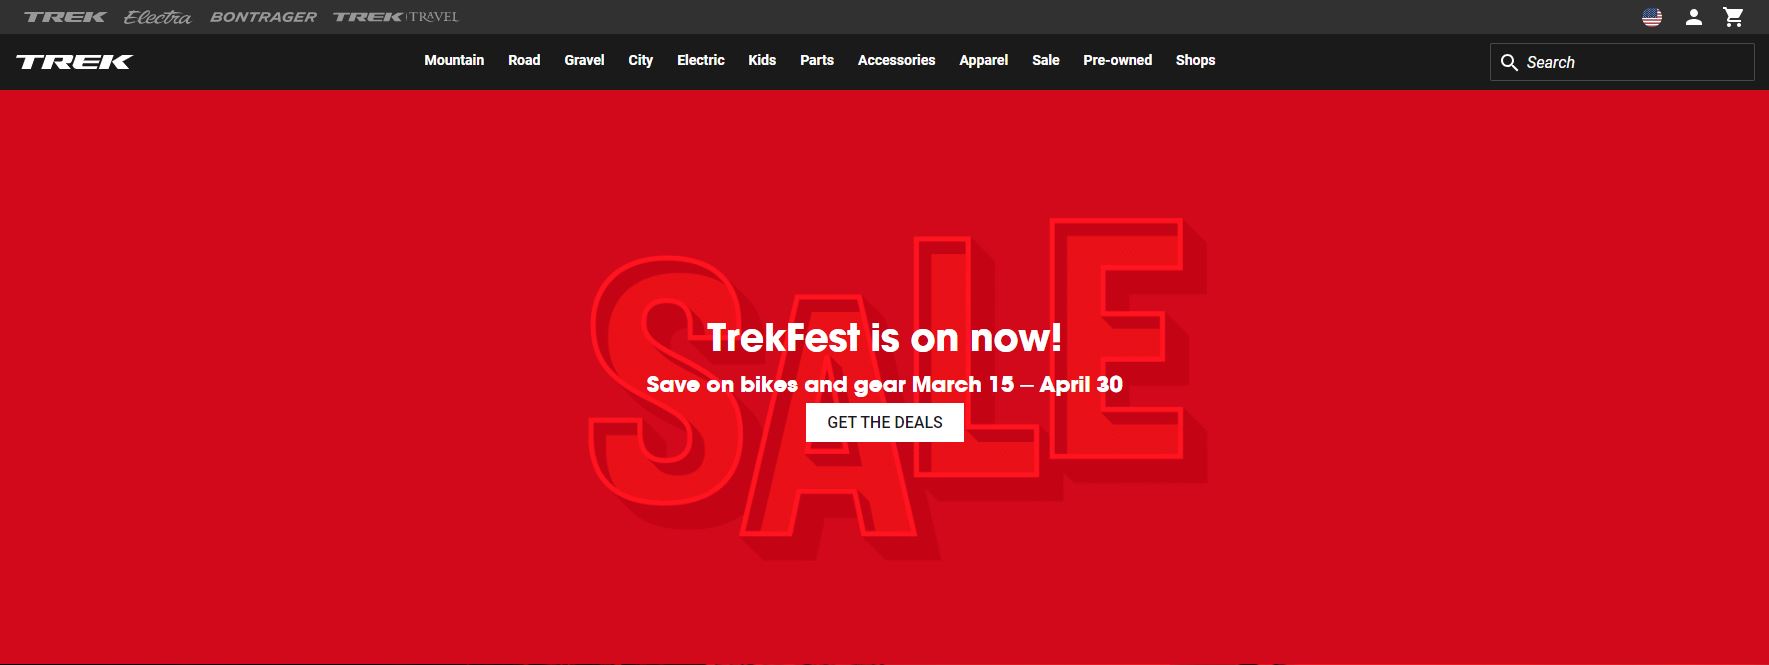 TREK Electra BONTRAGER TREK TRAVEL
TREK Mountain Road Gravel City Electric Kids Parts Accessories Apparel Sale Pre-owned Shops Search
SALE
TrekFest is on now!
Save on bikes and gear March 15 – April 30
GET THE DEALS